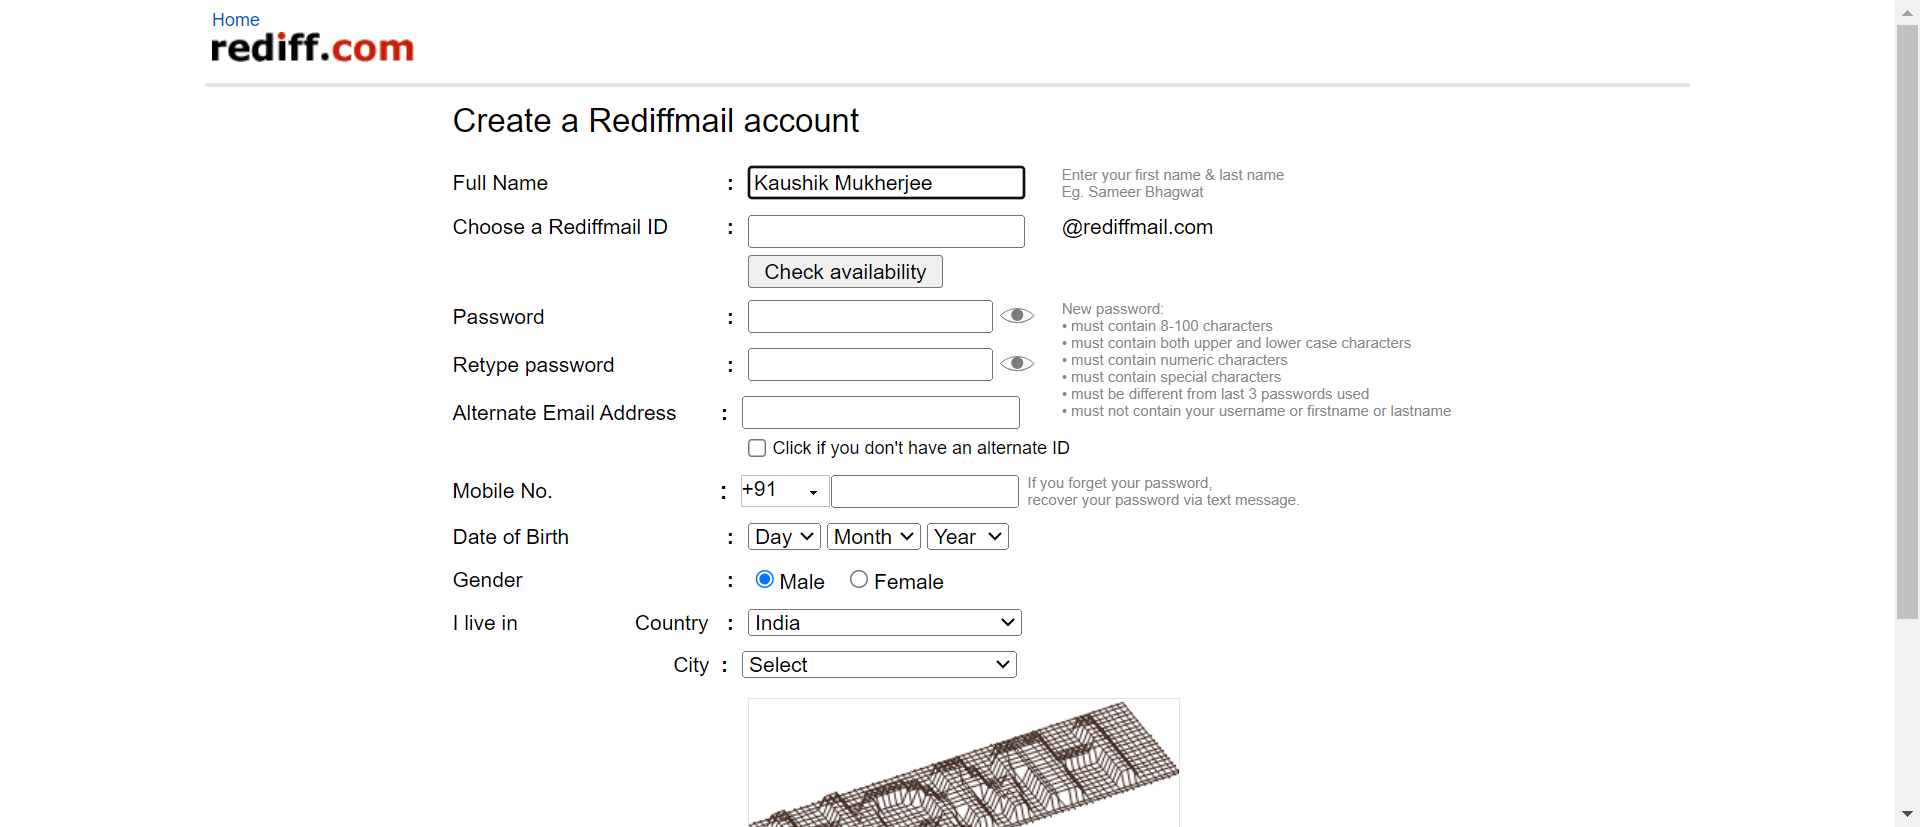 Home
rediff.com
Create a Rediffmail account
Full Name : Kaushik Mukherjee
Enter your first name & last name
Eg. Sameer Bhagwat
Choose a Rediffmail ID : @rediffmail.com
Check availability
Password :
New password:
• must contain 8-100 characters
• must contain both upper and lower case characters
• must contain numeric characters
• must contain special characters
• must be different from last 3 passwords used
• must not contain your username or firstname or lastname
Retype password :
Alternate Email Address :
Click if you don't have an alternate ID
Mobile No. : +91
If you forget your password,
recover your password via text message.
Date of Birth : Day Month Year
Gender : Male Female
I live in Country : India
City : Select